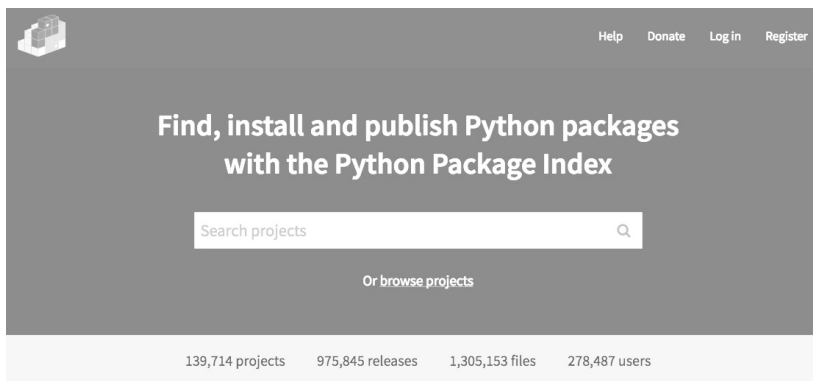 Help Donate Log in Register
Find, install and publish Python packages
with the Python Package Index
Search projects
Or browse projects
139,714 projects 975,845 releases 1,305,153 files 278,487 users